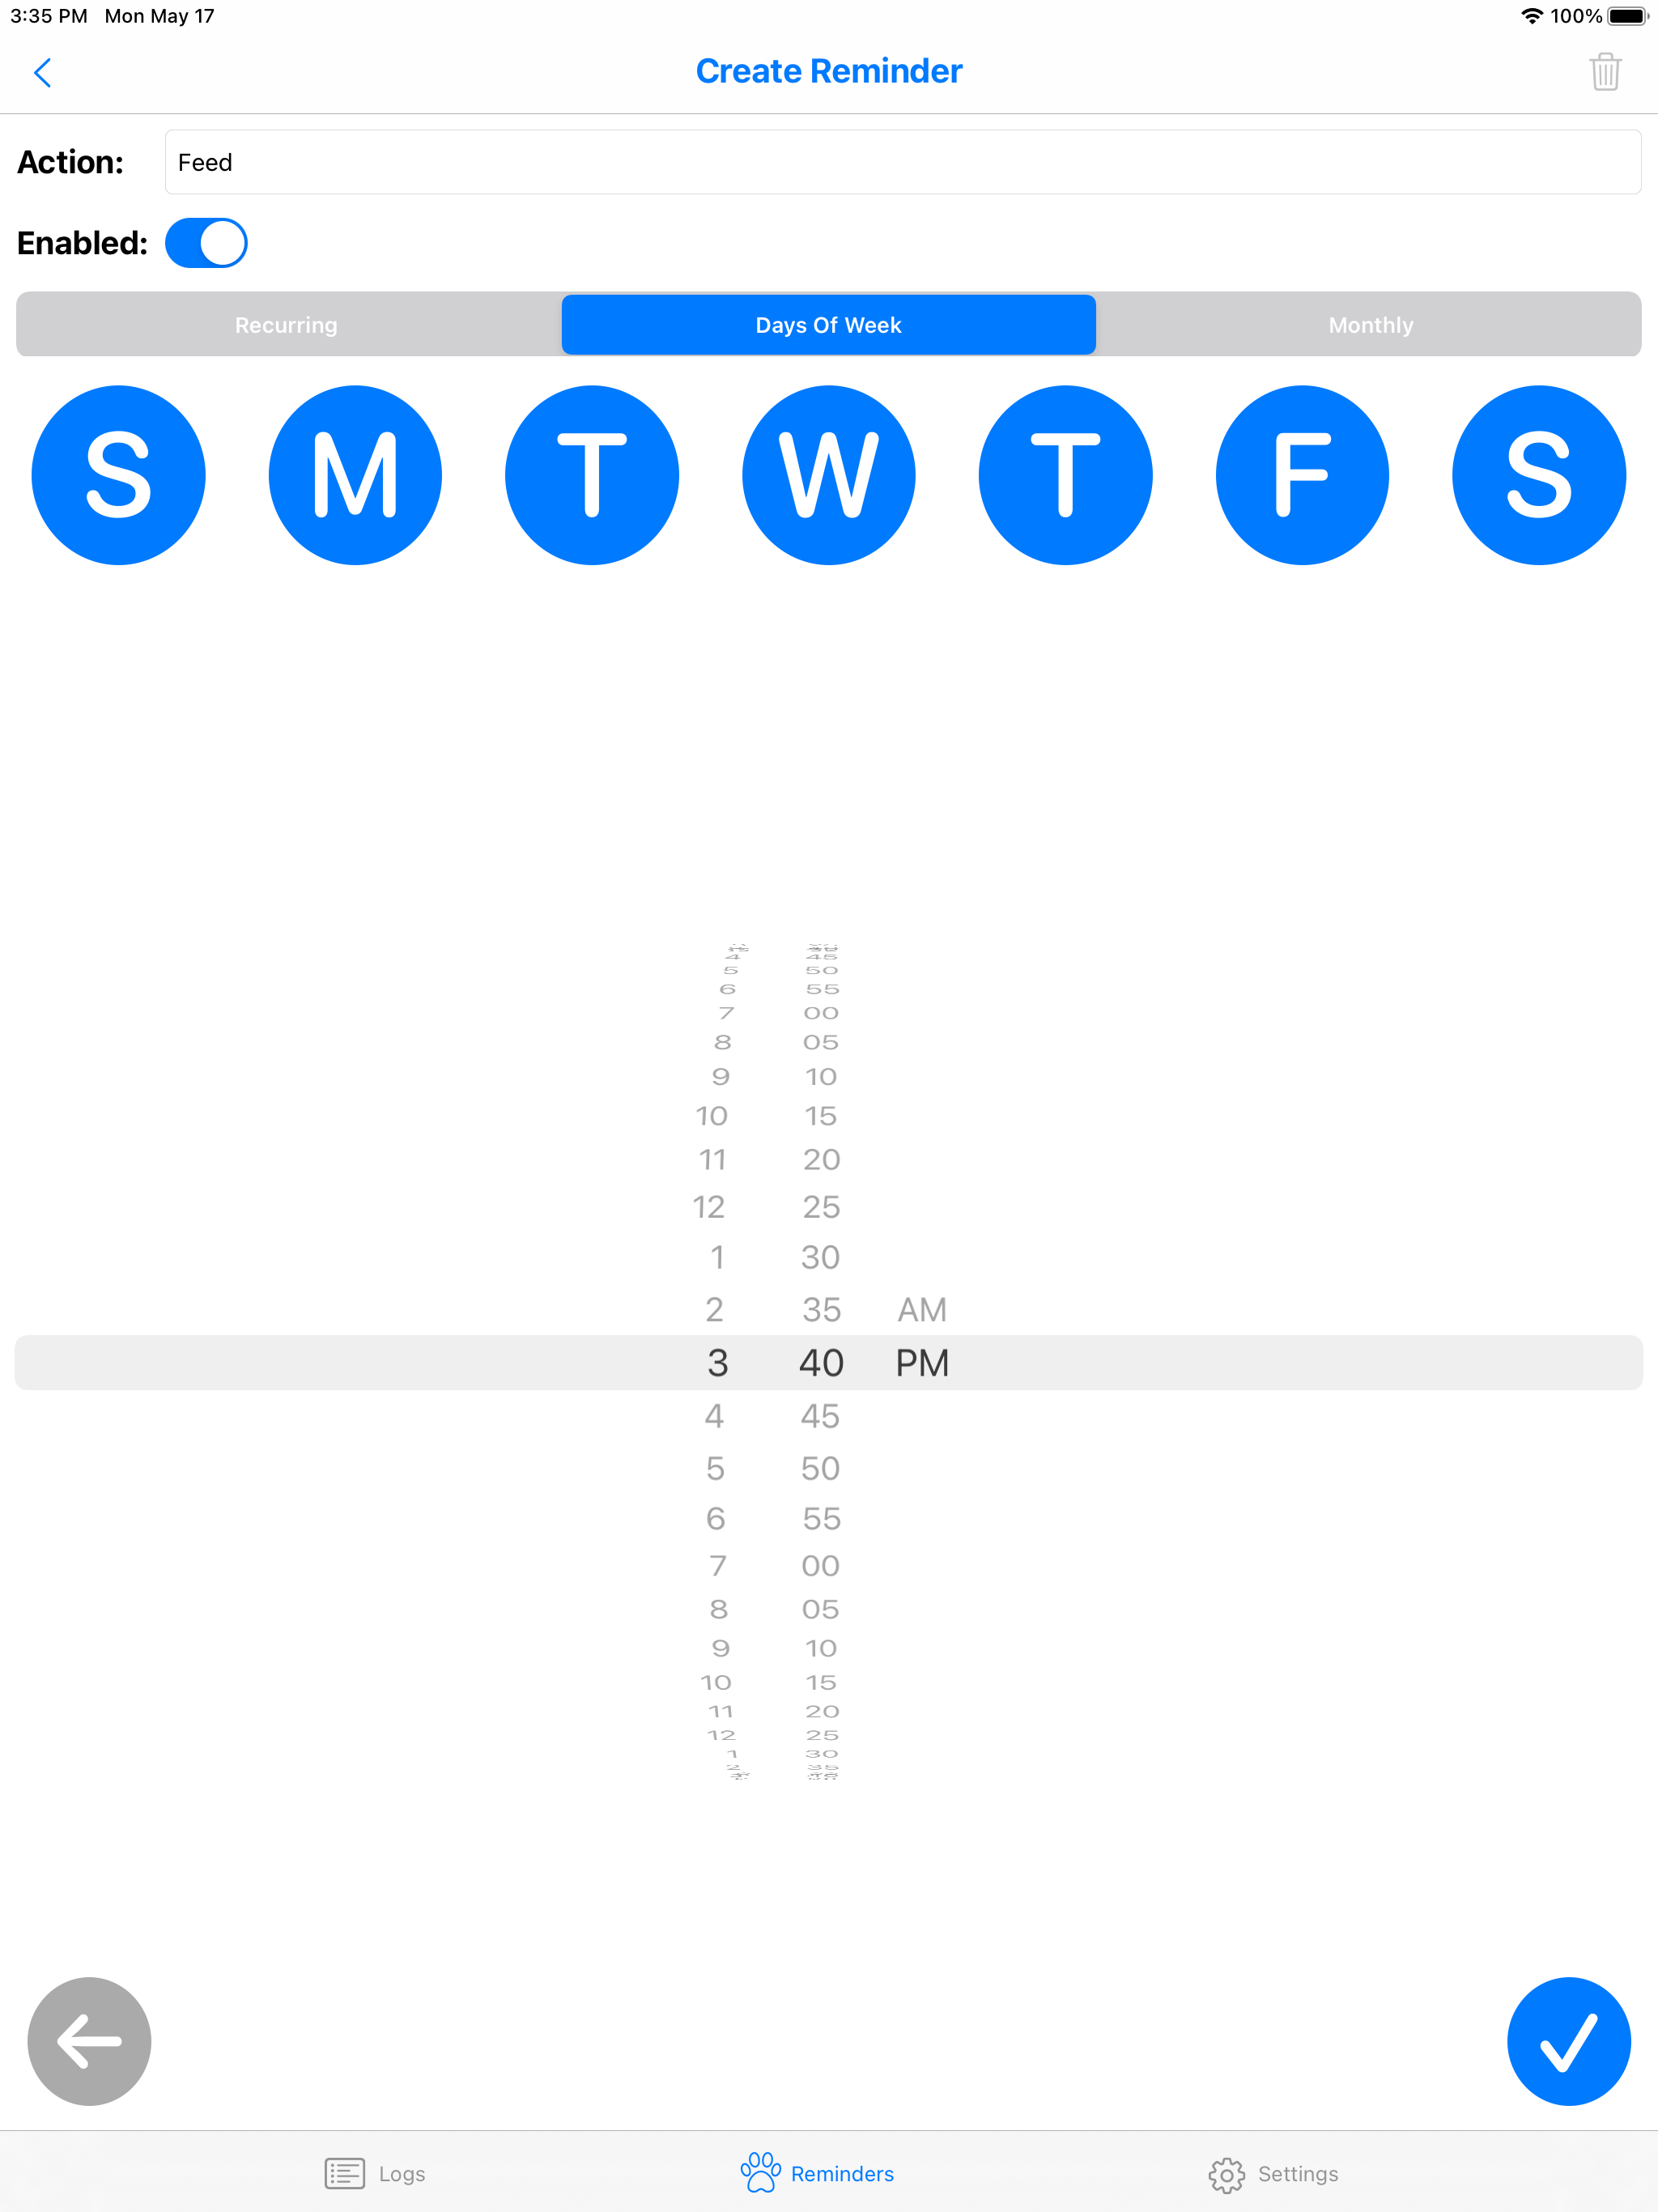 3:35 PM Mon May 17 100%
Create Reminder
Action: Feed
Enabled:
Recurring Days Of Week Monthly
S M T W T F S
4 45
5 50
6 55
7 00
8 05
9 10
10 15
11 20
12 25
1 30
2 35 AM
3 40 PM
4 45
5 50
6 55
7 00
8 05
9 10
10 15
11 20
12 25
1 30
2 35
Logs Reminders Settings